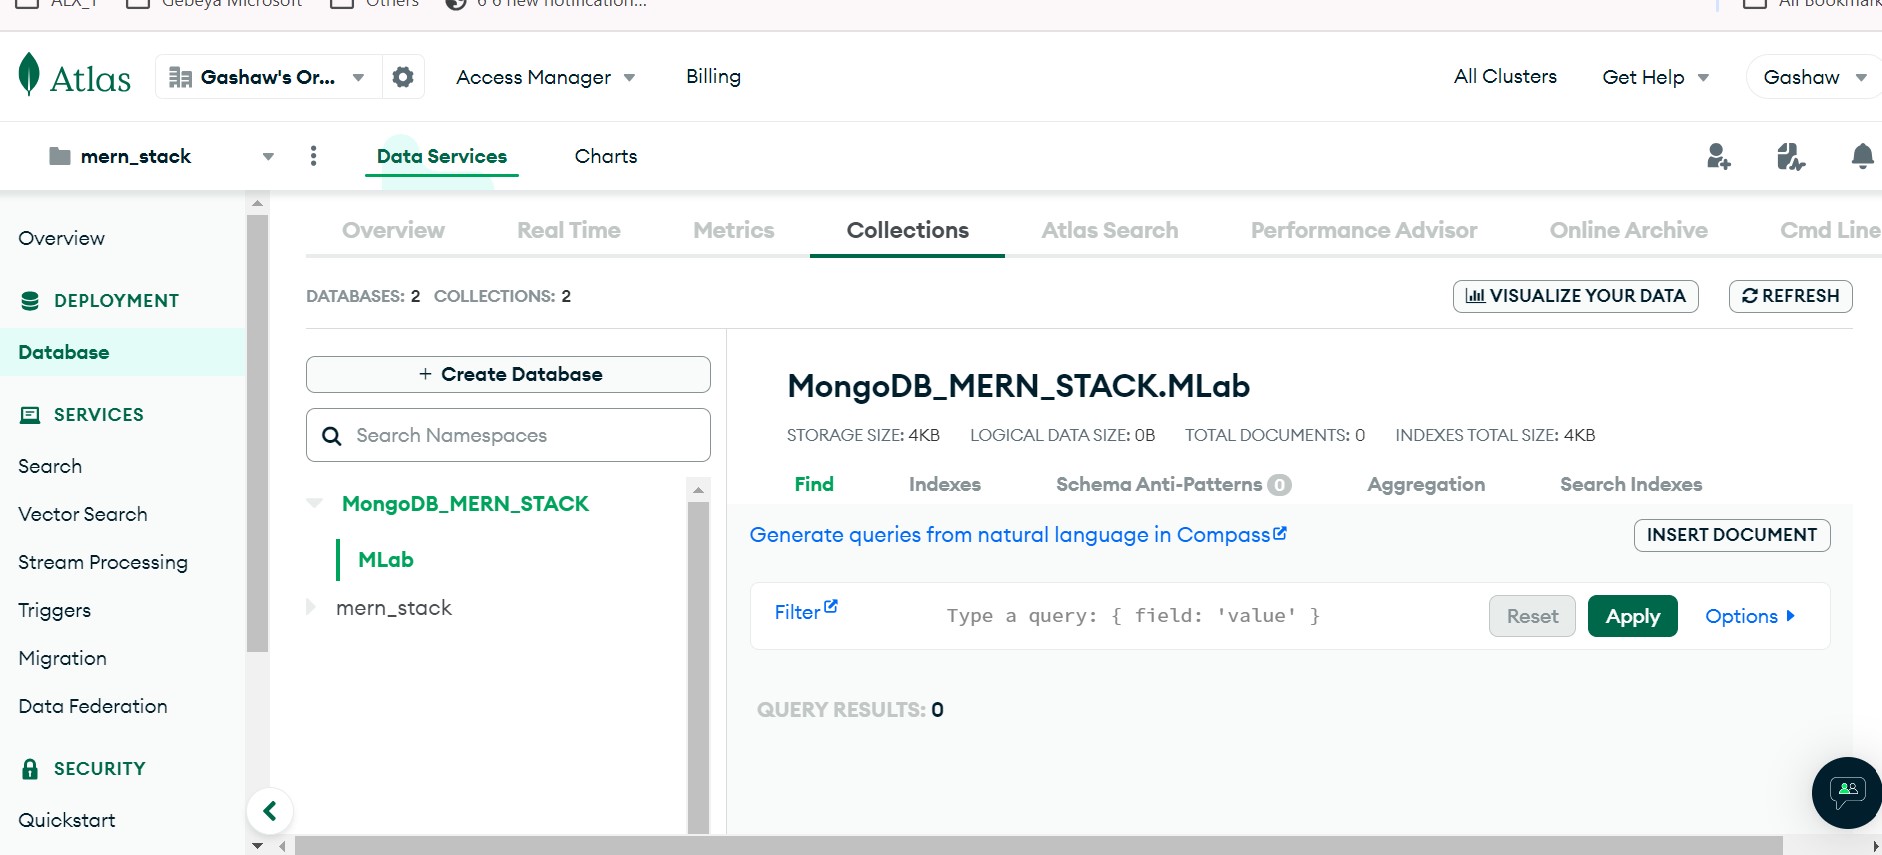 ALX_T
Gebeya Microsoft
Others
6 6 new notification...
All Bookmark
Atlas
Gashaw's Or...
Access Manager
Billing
All Clusters
Get Help
Gashaw
mern_stack
Data Services
Charts
Overview
DEPLOYMENT
Database
SERVICES
Search
Vector Search
Stream Processing
Triggers
Migration
Data Federation
SECURITY
Quickstart
Overview
Real Time
Metrics
Collections
Atlas Search
Performance Advisor
Online Archive
Cmd Line
DATABASES: 2 COLLECTIONS: 2
VISUALIZE YOUR DATA
REFRESH
+ Create Database
Search Namespaces
MongoDB_MERN_STACK
MLab
mern_stack
MongoDB_MERN_STACK.MLab
STORAGE SIZE: 4KB LOGICAL DATA SIZE: 0B TOTAL DOCUMENTS: 0 INDEXES TOTAL SIZE: 4KB
Find
Indexes
Schema Anti-Patterns 0
Aggregation
Search Indexes
Generate queries from natural language in Compass
INSERT DOCUMENT
Filter
Type a query: { field: 'value' }
Reset
Apply
Options
QUERY RESULTS: 0